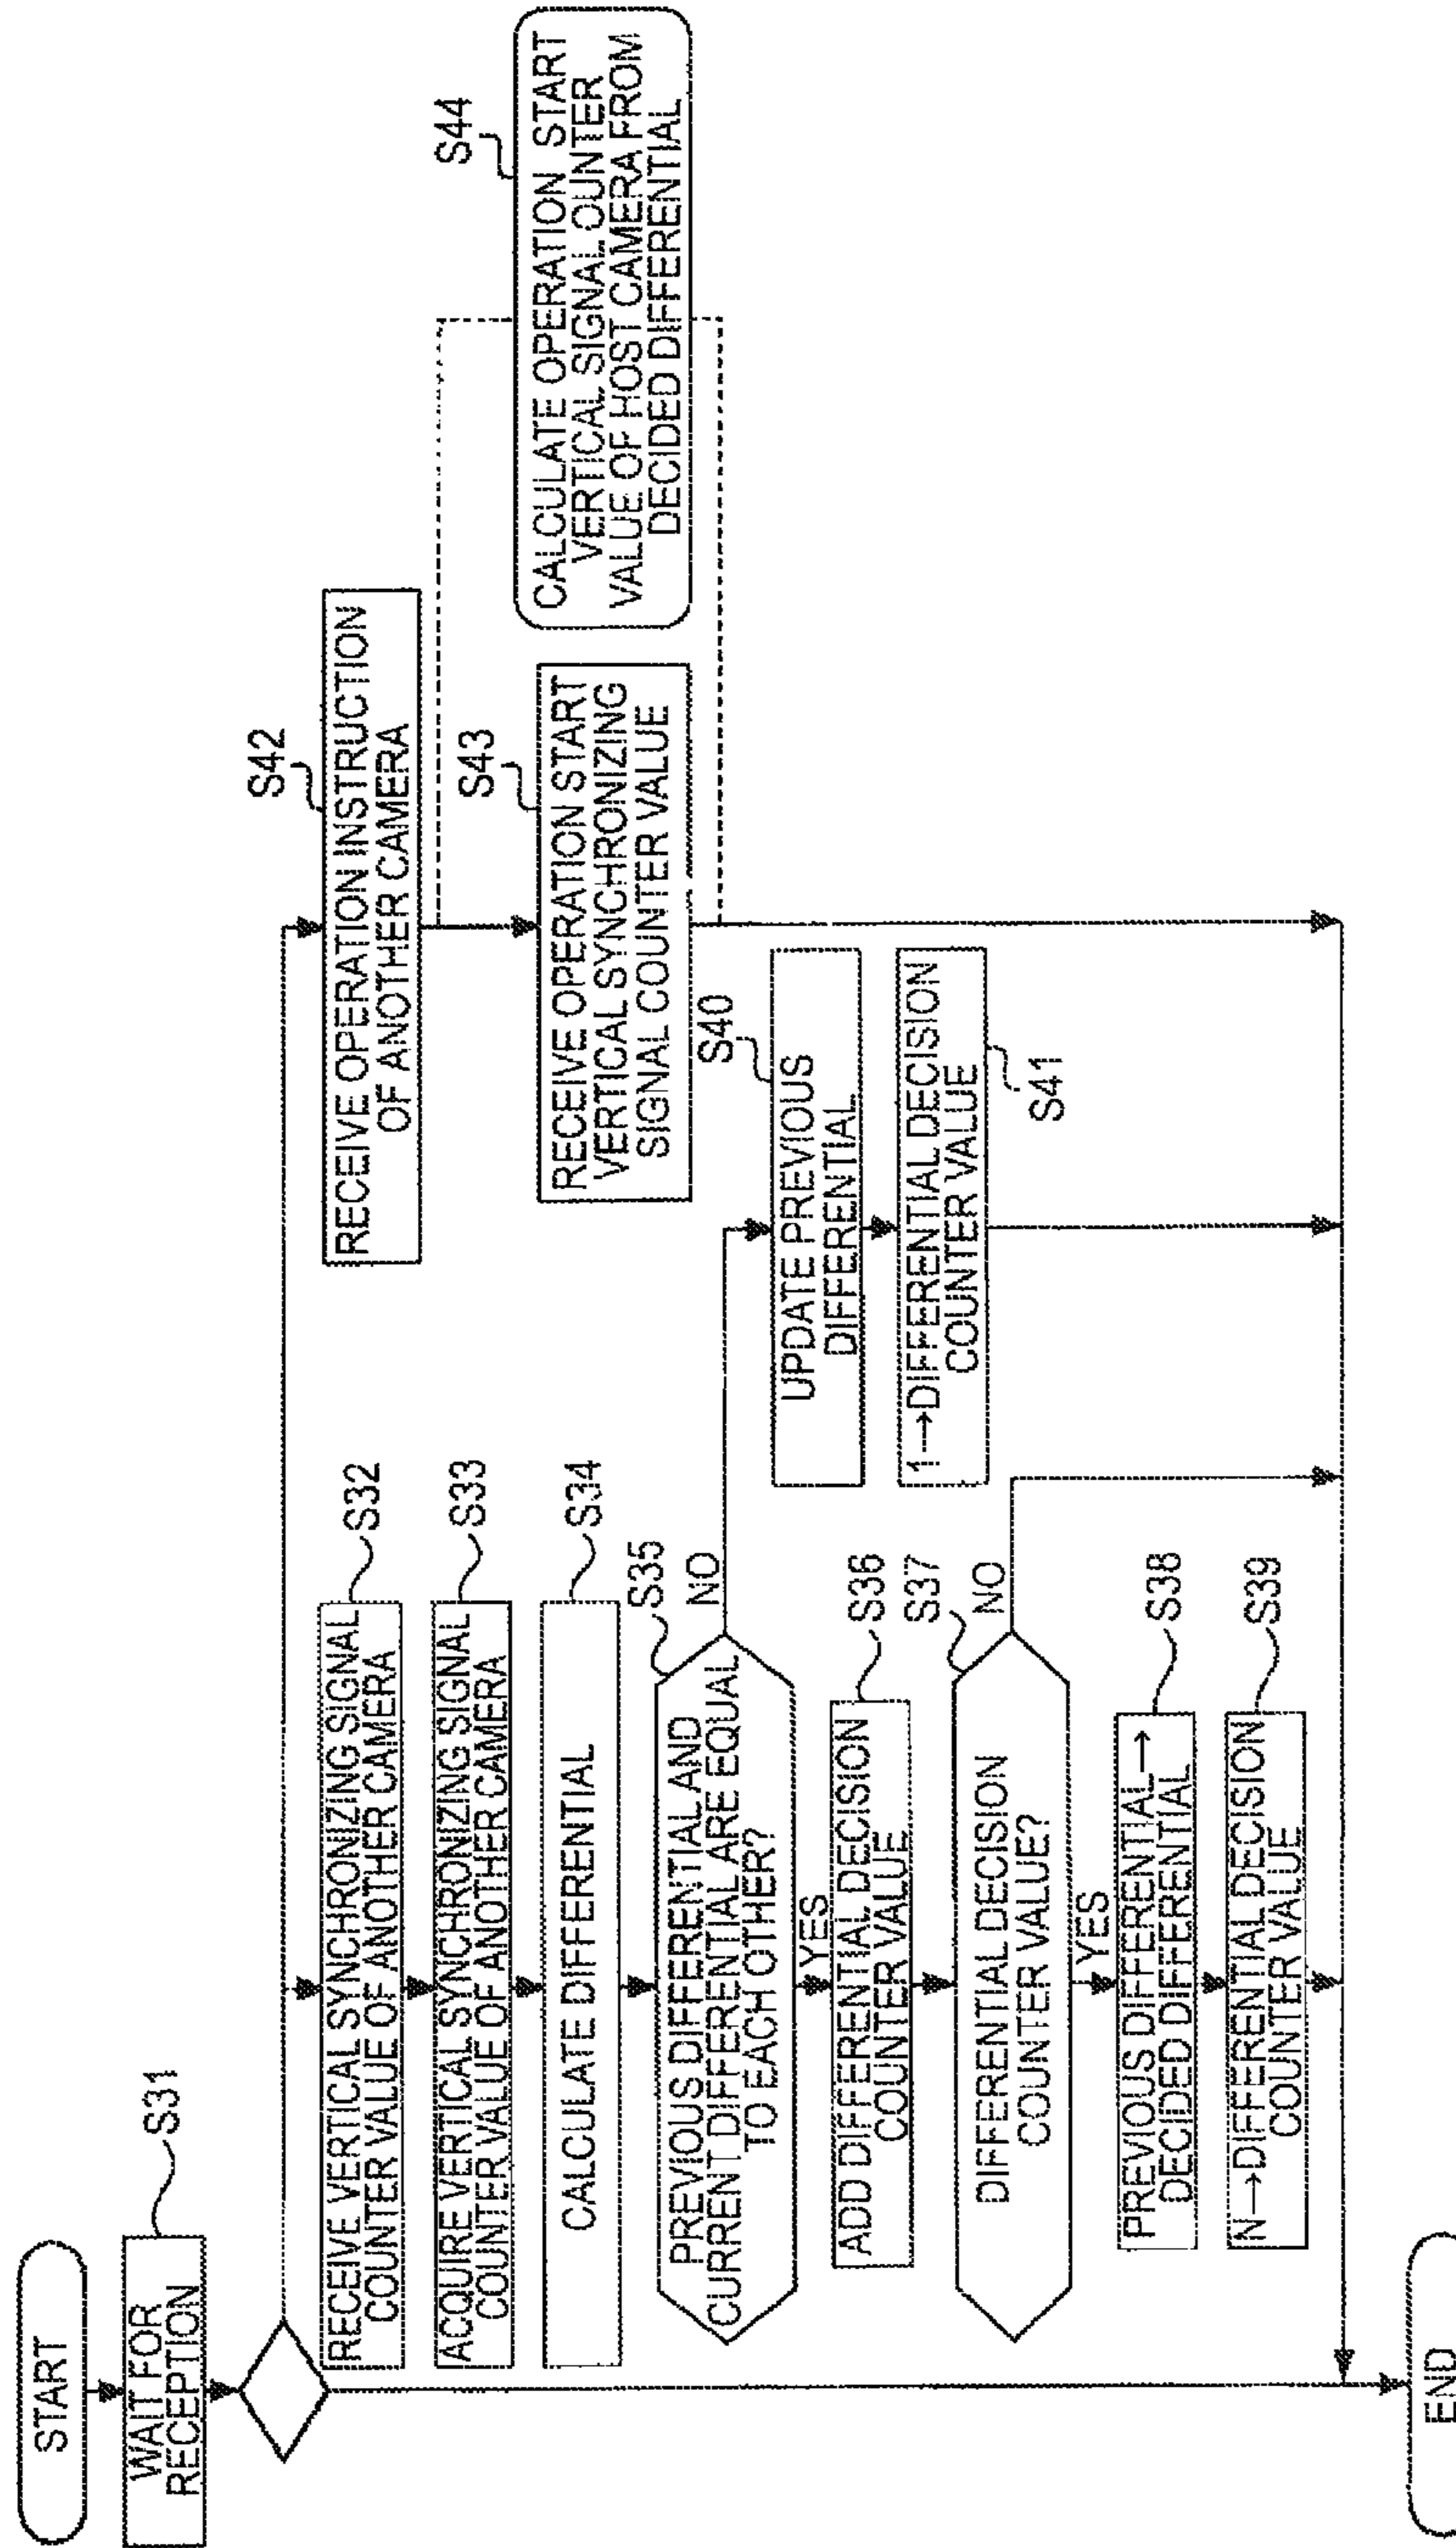 START
WAIT FOR
RECEPTION
S31
RECEIVE VERTICAL SYNCHRONIZING SIGNAL
COUNTER VALUE OF ANOTHER CAMERA
S32
ACQUIRE VERTICAL SYNCHRONIZING SIGNAL
COUNTER VALUE OF ANOTHER CAMERA
S33
CALCULATE DIFFERENTIAL
S34
PREVIOUS DIFFERENTIAL AND
CURRENT DIFFERENTIAL ARE EQUAL
TO EACH OTHER?
S35
NO
YES
ADD DIFFERENTIAL DECISION
COUNTER VALUE
S36
DIFFERENTIAL DECISION
COUNTER VALUE?
S37
NO
YES
PREVIOUS DIFFERENTIAL→
DECIDED DIFFERENTIAL
S38
N→DIFFERENTIAL DECISION
COUNTER VALUE
S39
UPDATE PREVIOUS
DIFFERENTIAL
S40
1→DIFFERENTIAL DECISION
COUNTER VALUE
S41
RECEIVE OPERATION INSTRUCTION
OF ANOTHER CAMERA
S42
RECEIVE OPERATION START
VERTICAL SYNCHRONIZING
SIGNAL COUNTER VALUE
S43
CALCULATE OPERATION START
VERTICAL SIGNAL OUNTER
VALUE OF HOST CAMERA FROM
DECIDED DIFFERENTIAL
S44
END